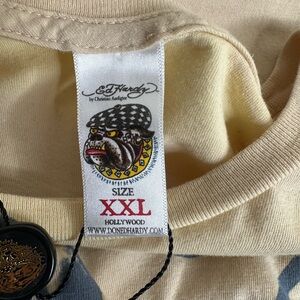 Ed Hardy
by Christian Audigier
SIZE
XXL
HOLLYWOOD
WWW.DONEDHARDY.COM